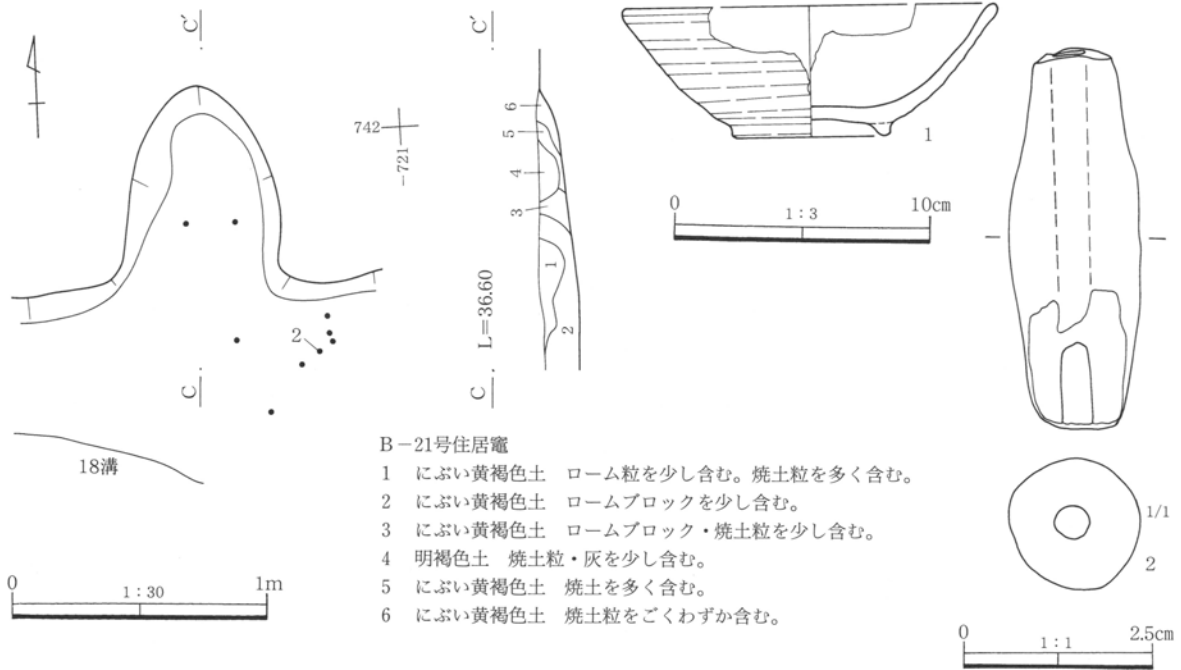 C′
C′
742
-721
6
5
4
3
1
2
L=36.60
2
C
C
18溝
0
1:30
1m
1
0
1:3
10cm
B-21号住居竈
1 にぶい黄褐色土 ローム粒を少し含む。焼土粒を多く含む。
2 にぶい黄褐色土 ロームブロックを少し含む。
3 にぶい黄褐色土 ロームブロック・焼土粒を少し含む。
4 明褐色土 焼土粒・灰を少し含む。
5 にぶい黄褐色土 焼土を多く含む。
6 にぶい黄褐色土 焼土粒をごくわずか含む。
1/1
2
0
1:1
2.5cm